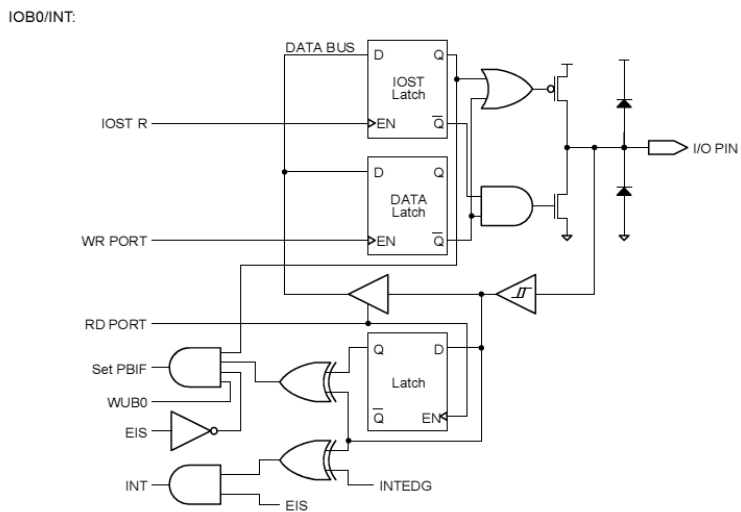 IOB0/INT:
DATA BUS
D
Q
IOST
Latch
IOST R
EN
Q
I/O PIN
D
Q
DATA
Latch
WR PORT
EN
Q
RD PORT
Q
D
Set PBIF
Latch
WUB0
Q
EN
EIS
INT
INTEDG
EIS